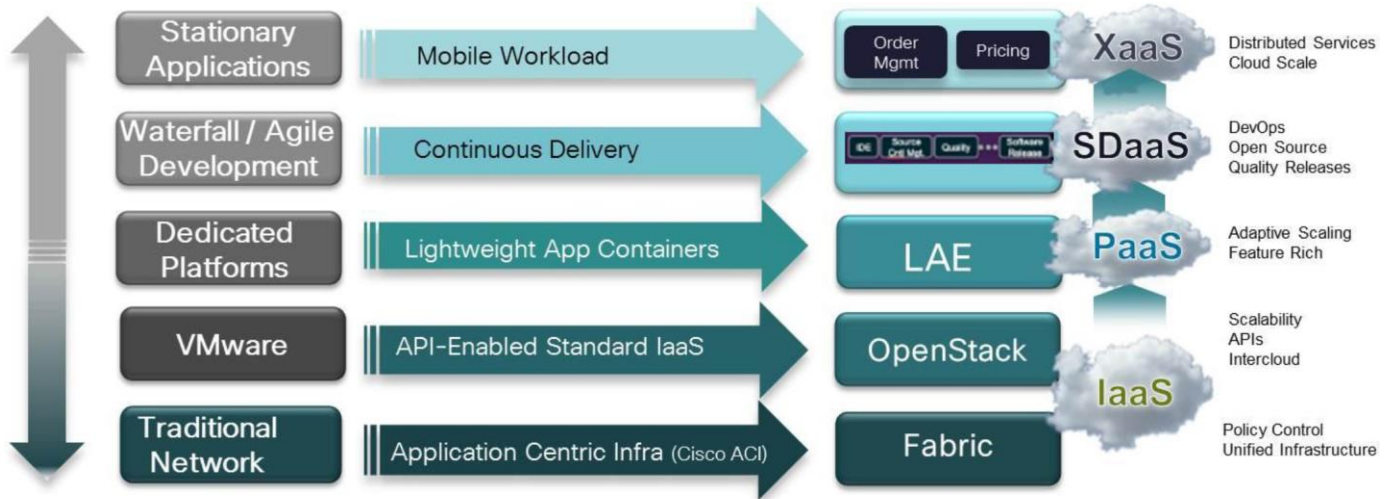 Stationary
Applications
Mobile Workload
Order
Mgmt
Pricing
XaaS
Distributed Services
Cloud Scale
Waterfall / Agile
Development
Continuous Delivery
IDE
Source
Cntl Mgt.
Quality
Software
Release
SDaaS
DevOps
Open Source
Quality Releases
Dedicated
Platforms
Lightweight App Containers
LAE
PaaS
Adaptive Scaling
Feature Rich
VMware
API-Enabled Standard IaaS
OpenStack
Scalability
APIs
Intercloud
IaaS
Traditional
Network
Application Centric Infra (Cisco ACI)
Fabric
Policy Control
Unified Infrastructure